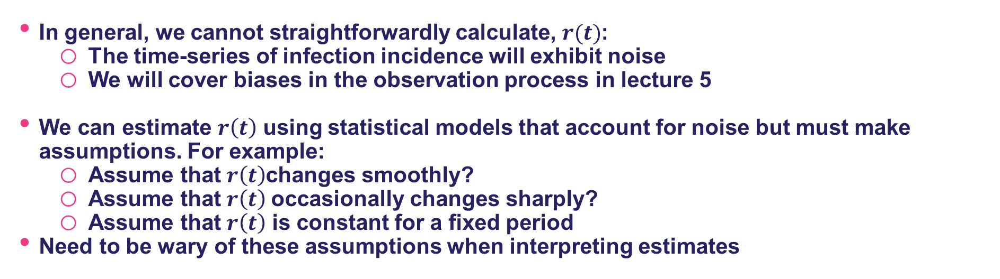 • In general, we cannot straightforwardly calculate, r(t):
○ The time-series of infection incidence will exhibit noise
○ We will cover biases in the observation process in lecture 5
• We can estimate r(t) using statistical models that account for noise but must make
assumptions. For example:
○ Assume that r(t)changes smoothly?
○ Assume that r(t) occasionally changes sharply?
○ Assume that r(t) is constant for a fixed period
• Need to be wary of these assumptions when interpreting estimates